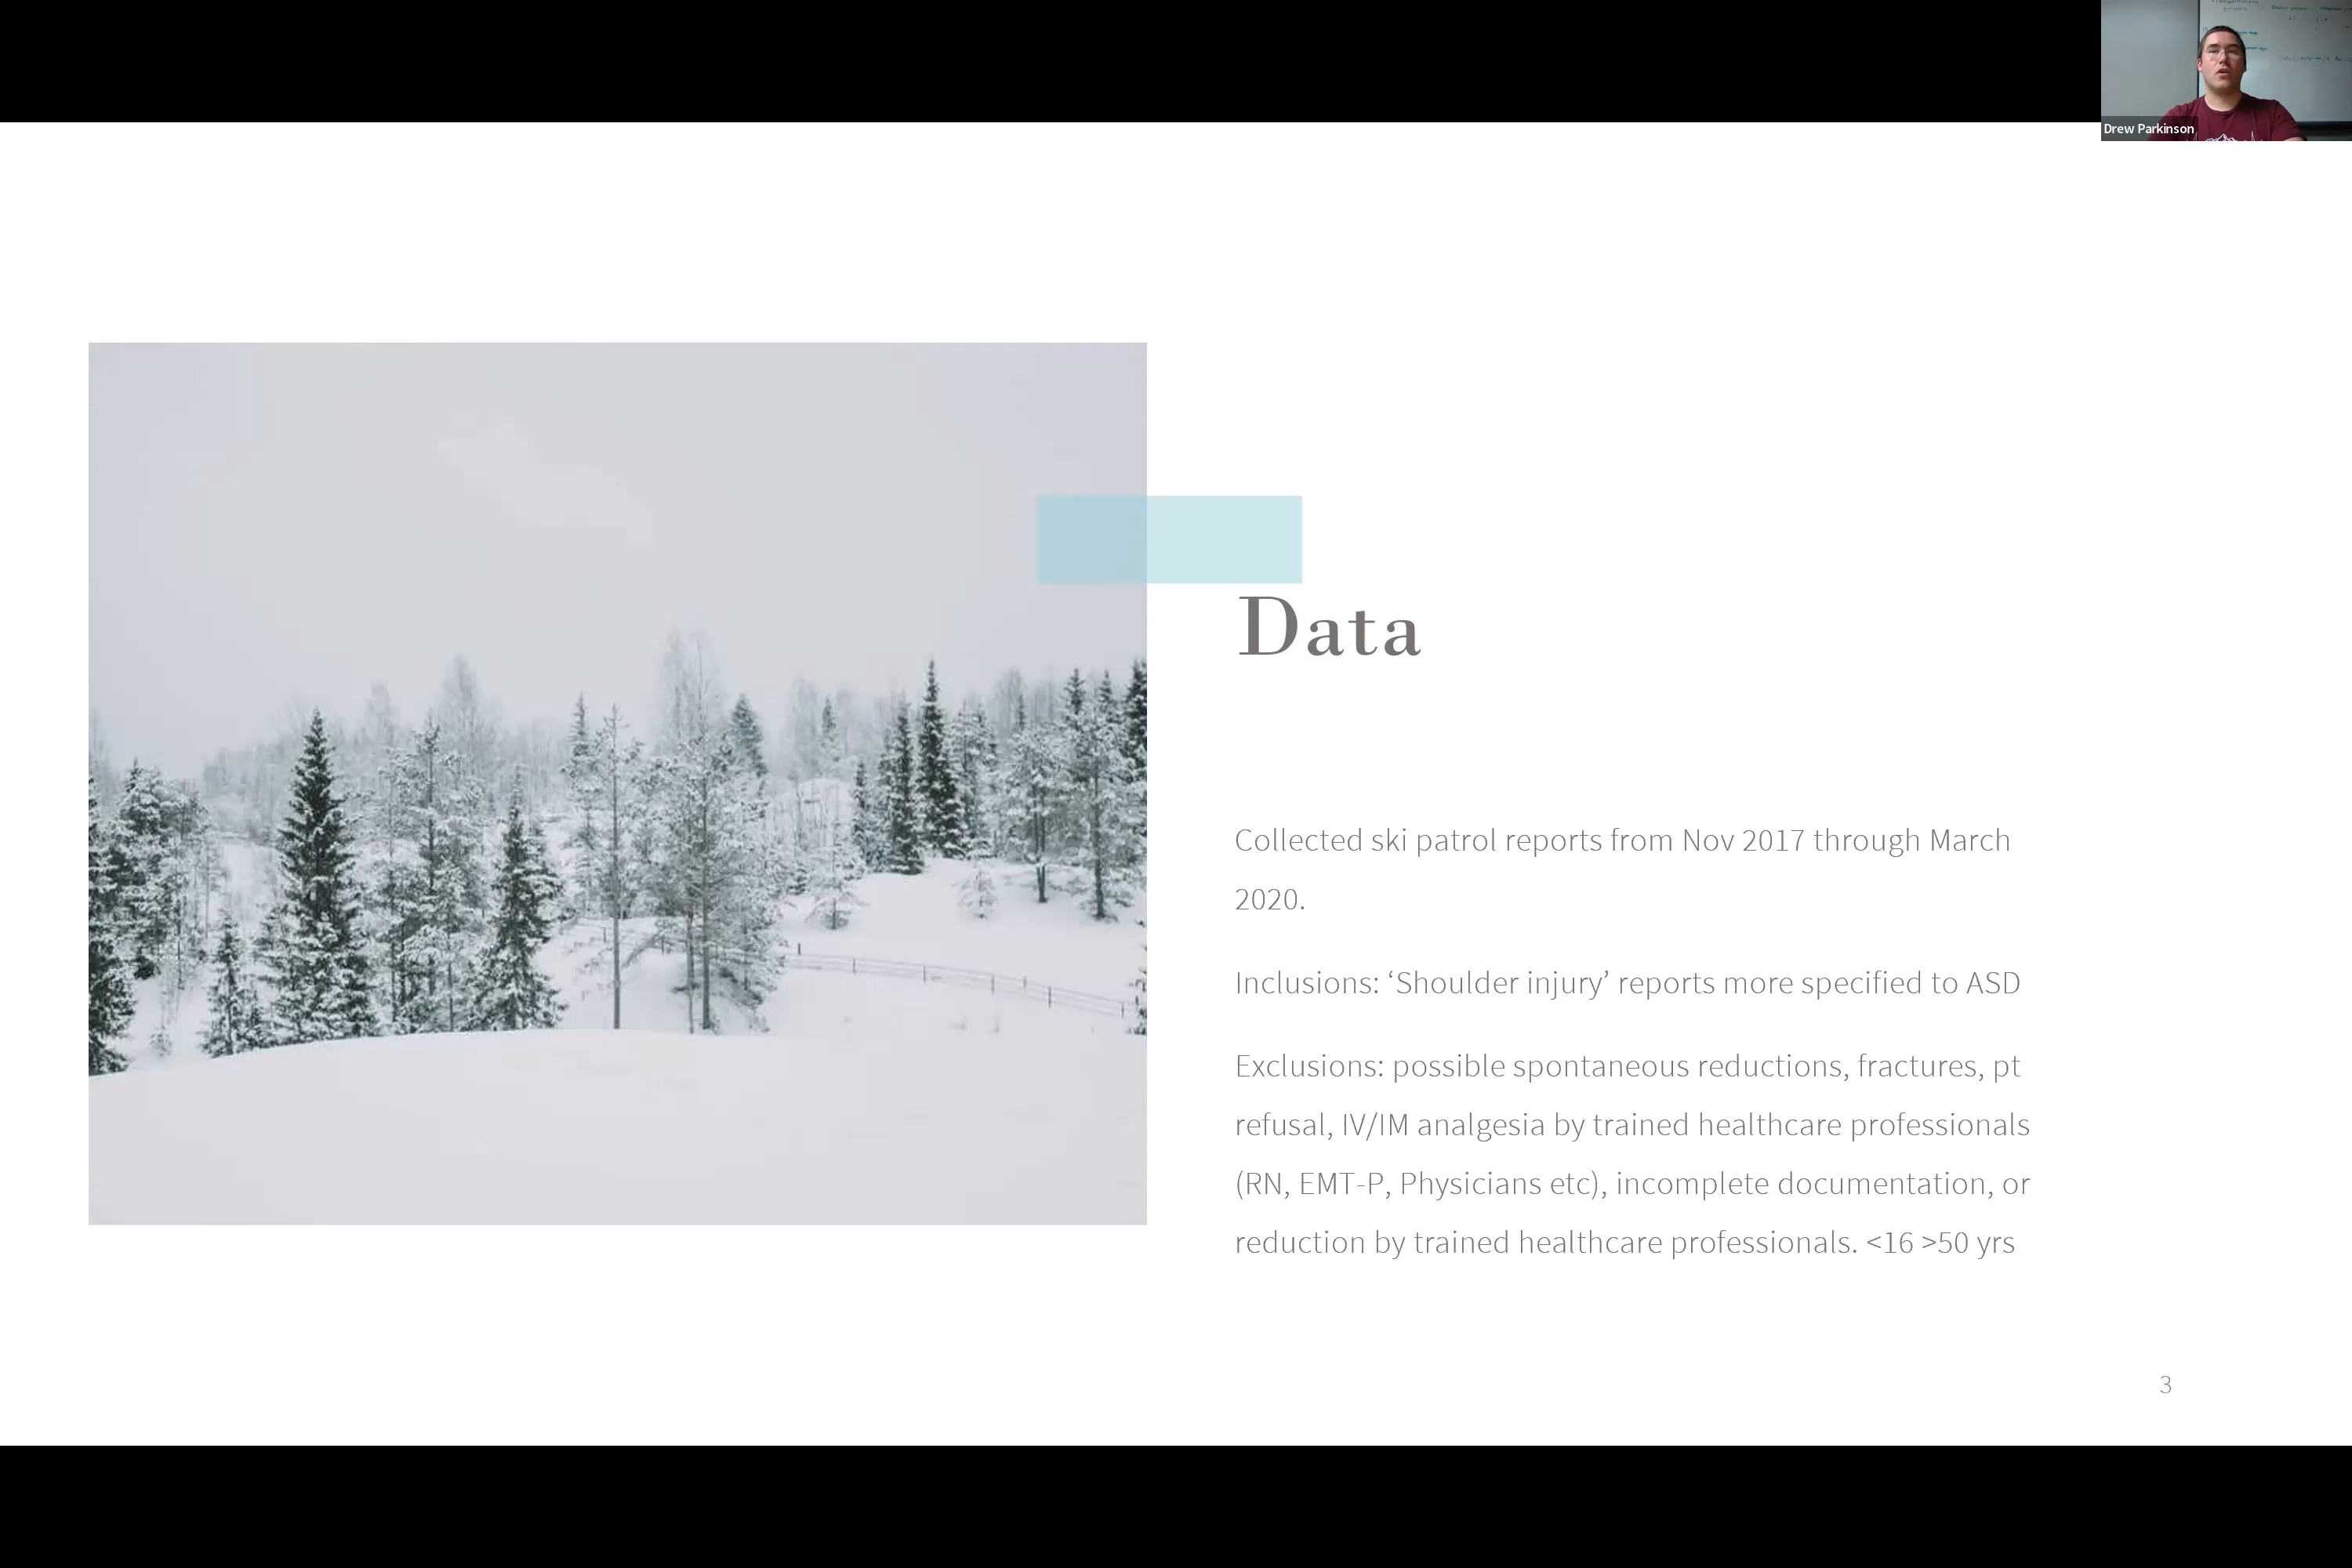 Drew Parkinson
Data
Collected ski patrol reports from Nov 2017 through March
2020.
Inclusions: ‘Shoulder injury’ reports more specified to ASD
Exclusions: possible spontaneous reductions, fractures, pt
refusal, IV/IM analgesia by trained healthcare professionals
(RN, EMT-P, Physicians etc), incomplete documentation, or
reduction by trained healthcare professionals. <16 >50 yrs
3